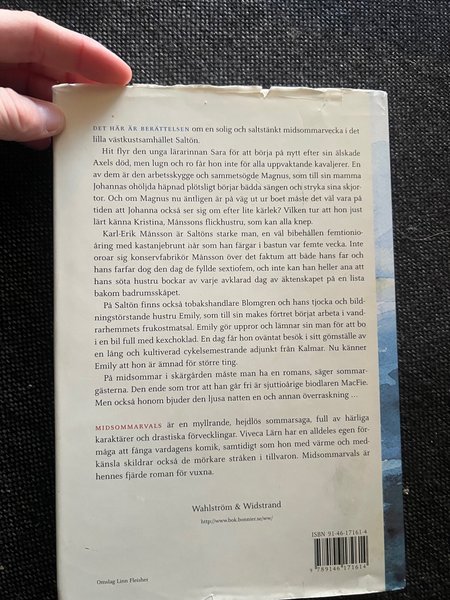 DET HÄR ÄR BERÄTTELSEN om en solig och saltstänkt midsommarvecka i det
lilla västkustsamhället Saltön.
Hit flyr den unga lärarinnan Sara för att börja på nytt efter sin älskade
Axels död, men lugn och ro får hon inte för alla uppvaktande kavaljerer. En
av dem är den arbetsskygge och sammetsögde Magnus, som till sin mamma
Johannas ohöljda häpnad plötsligt börjar bädda sängen och stryka sina skjor-
tor. Och om Magnus nu äntligen är på väg ut ur boet måste det väl vara på
tiden att Johanna också ser sig om efter lite kärlek? Vilken tur att hon just
lärt känna Kristina, Månssons flickhustru, som kan alla knep.
Karl-Erik Månsson är Saltöns starke man, en väl bibehållen femtionio-
åring med kastanjebrunt hår som han färgar i bastun var femte vecka. Inte
oroar sig konservfabrikör Månsson över det faktum att både hans far och
hans farfar dog den dag de fyllde sextiofem, och inte kan han heller ana att
hans söta hustru bockar av varje avklarad dag av äktenskapet på en lista
bakom badrumsskåpet.
På Saltön finns också tobakshandlare Blomgren och hans tjocka och bild-
ningstörstande hustru Emily, som till sin makes förtret börjat arbeta i vand-
rarhemmets frukostmatsal. Emily gör uppror och lämnar sin man för att bo
i en bil full med kexchoklad. En dag får hon oväntat besök i sitt gömställe av
en lång och kultiverad cykelsemestrande adjunkt från Kalmar. Nu känner
Emily att hon är ämnad för större ting.
På midsommar i skärgården måste man ha en romans, säger sommar-
gästerna. Den ende som tror att han går fri är sjuttioårige biodlaren MacFie.
Men också honom bjuder den ljusa natten en och annan överraskning ...
MIDSOMMARVALS är en myllrande, hejdlös sommarsaga, full av härliga
karaktärer och drastiska förvecklingar. Viveca Lärn har en alldeles egen för-
måga att fånga vardagens komik, samtidigt som hon med värme och med-
känsla skildrar också de mörkare stråken i tillvaron. Midsommarvals är
hennes fjärde roman för vuxna.
Wahlström & Widstrand
http://www.bok.bonnier.se/ww/
ISBN 91-46-17161-4
9 789146 171614
Omslag Linn Fleisher